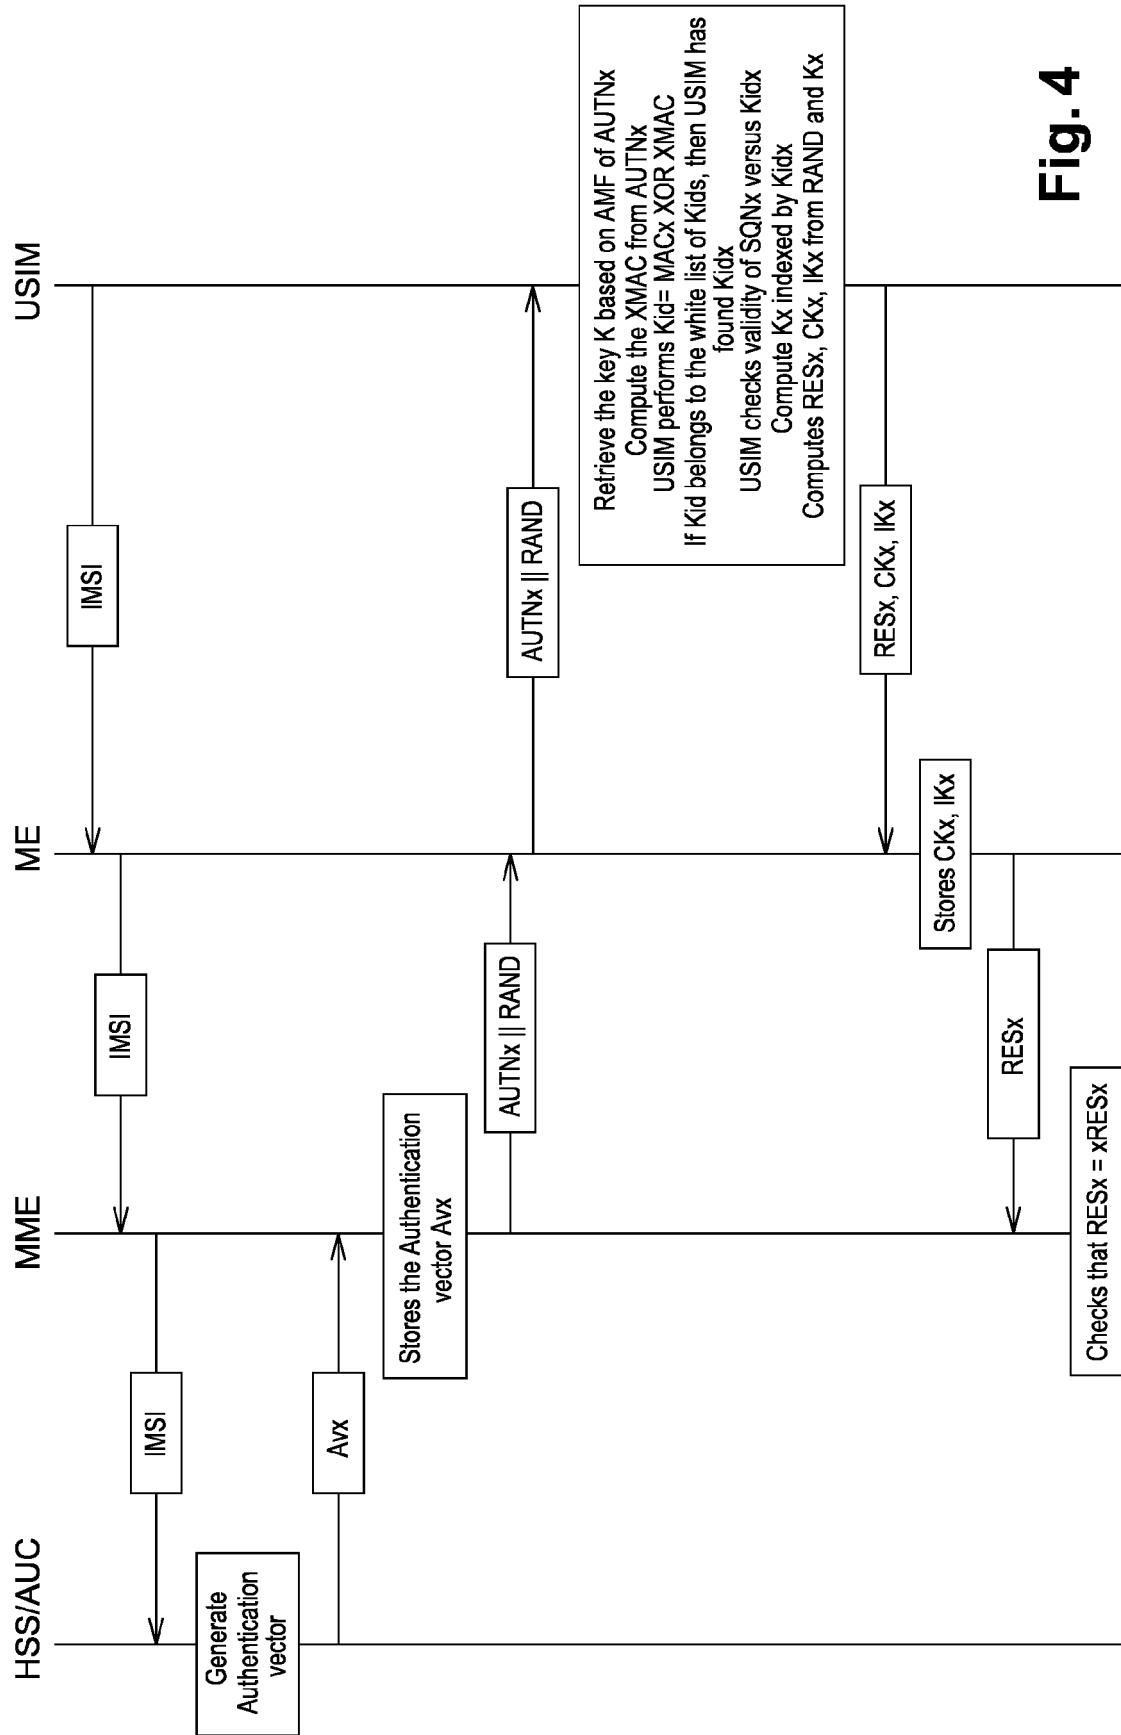 HSS/AUC
MME
ME
USIM
IMSI
IMSI
IMSI
Generate
Authentication
vector
Avx
Stores the Authentication
vector Avx
AUTNx || RAND
AUTNx || RAND
Retrieve the key K based on AMF of AUTNx
Compute the XMAC from AUTNx
USIM performs Kid= MACx XOR XMAC
If Kid belongs to the white list of Kids, then USIM has
found Kidx
USIM checks validity of SQNx versus Kidx
Compute Kx indexed by Kidx
Computes RESx, CKx, IKx from RAND and Kx
RESx, CKx, IKx
Stores CKx, IKx
RESx
Checks that RESx = xRESx
Fig. 4